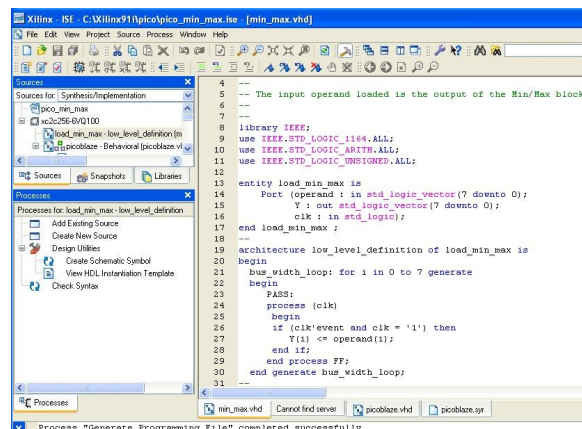 Xilinx - ISE - C:\Xilinx91i\pico\pico_min_max.ise - [min_max.vhd]
File Edit View Project Source Process Window Help
Sources
Sources for: Synthesis/Implementation
pico_min_max
xc2c256-6VQ100
load_min_max - low_level_definition (m
picoblaze - Behavioral (picoblaze.vl
Sources Snapshots Libraries
Processes
Processes for: load_min_max - low_level_definition
Add Existing Source
Create New Source
Design Utilities
Create Schematic Symbol
View HDL Instantiation Template
Check Syntax
Processes
4 --
5 -- The input operand loaded is the output of the Min/Max block
6 --
7 --
8 library IEEE;
9 use IEEE.STD_LOGIC_1164.ALL;
10 use IEEE.STD_LOGIC_ARITH.ALL;
11 use IEEE.STD_LOGIC_UNSIGNED.ALL;
12
13 entity load_min_max is
14 Port (operand : in std_logic_vector(7 downto 0);
15 Y : out std_logic_vector(7 downto 0);
16 clk : in std_logic);
17 end load_min_max ;
18 --
19 architecture low_level_definition of load_min_max is
20 begin
21 bus_width_loop: for i in 0 to 7 generate
22 begin
23 PASS:
24 process (clk)
25 begin
26 if (clk'event and clk = '1') then
27 Y(i) <= operand(i);
28 end if;
29 end process FF;
30 end generate bus_width_loop;
31 --
min_max.vhd Cannot find server picoblaze.vhd picoblaze.syr
Process "Generate Programming File" completed successfully